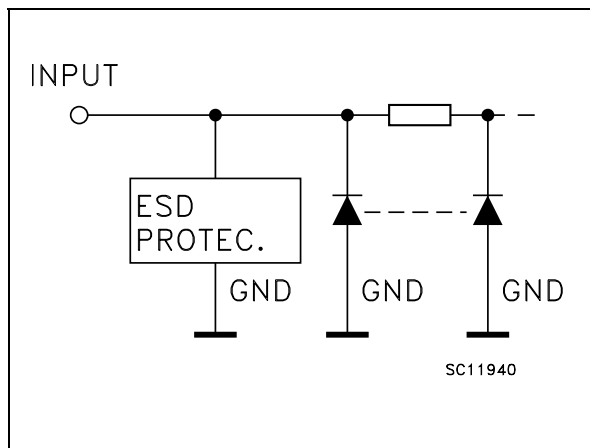 INPUT
ESD
PROTEC.
GND
GND
GND
SC11940